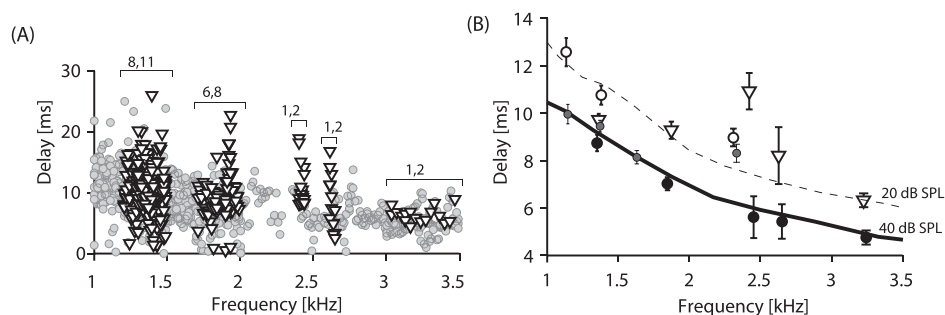 (A)
Delay [ms]
30
20
10
0
8,11
6,8
1,2
1,2
1,2
1 1.5 2 2.5 3 3.5
Frequency [kHz]
(B)
Delay [ms]
14
12
10
8
6
4
20 dB SPL
40 dB SPL
1 1.5 2 2.5 3 3.5
Frequency [kHz]